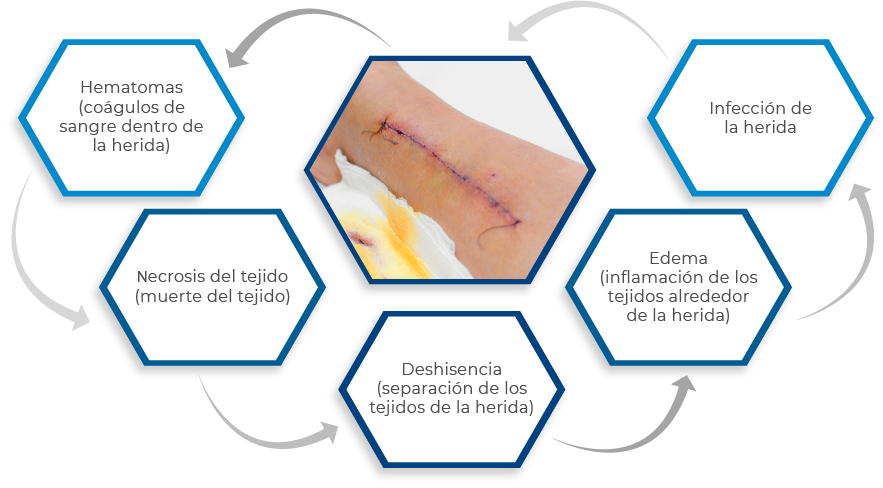 Hematomas
(coágulos de
sangre dentro de
la herida)
Necrosis del tejido
(muerte del tejido)
Deshisencia
(separación de los
tejidos de la herida)
Edema
(inflamación de los
tejidos alrededor
de la herida)
Infección de
la herida